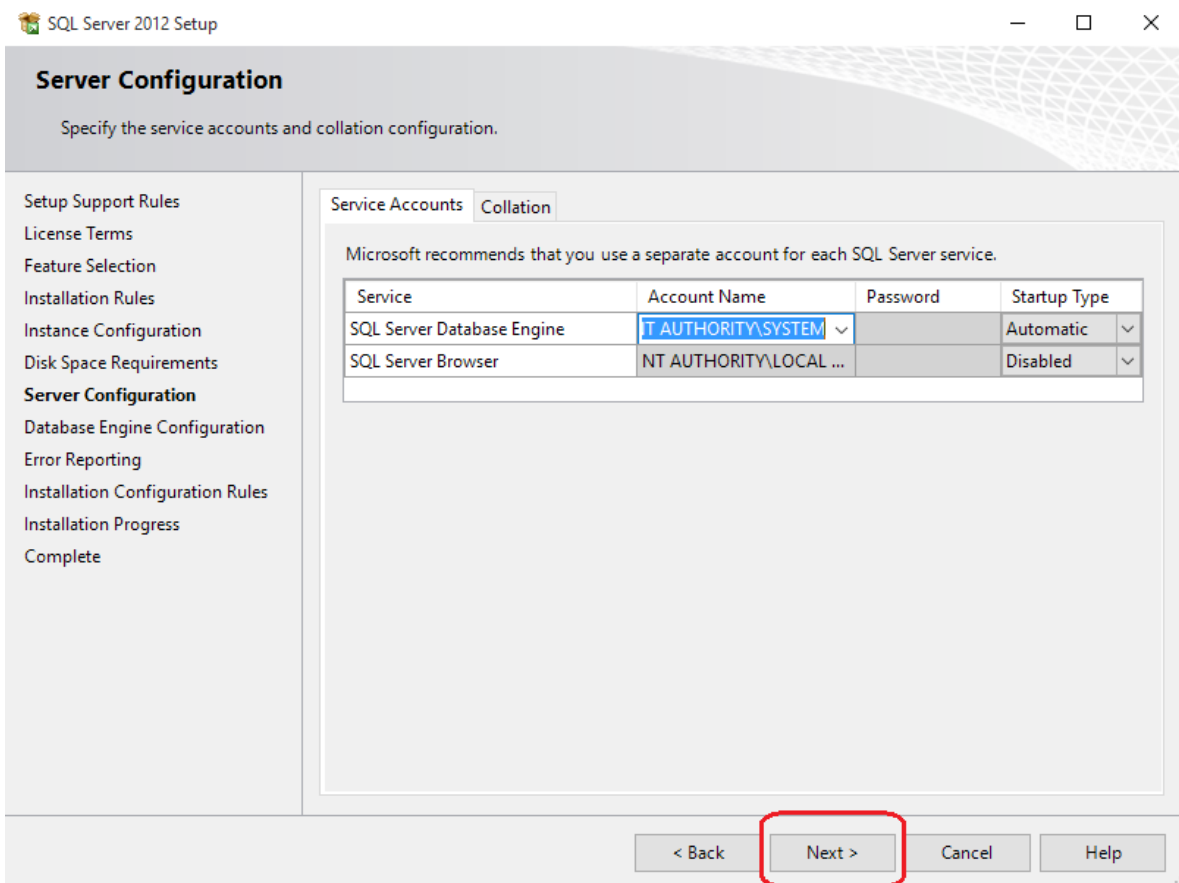 SQL Server 2012 Setup
Server Configuration
Specify the service accounts and collation configuration.
Setup Support Rules
License Terms
Feature Selection
Installation Rules
Instance Configuration
Disk Space Requirements
Server Configuration
Database Engine Configuration
Error Reporting
Installation Configuration Rules
Installation Progress
Complete
Service Accounts Collation
Microsoft recommends that you use a separate account for each SQL Server service.
Service Account Name Password Startup Type
SQL Server Database Engine T AUTHORITY\SYSTEM Automatic
SQL Server Browser NT AUTHORITY\LOCAL ... Disabled
< Back Next > Cancel Help